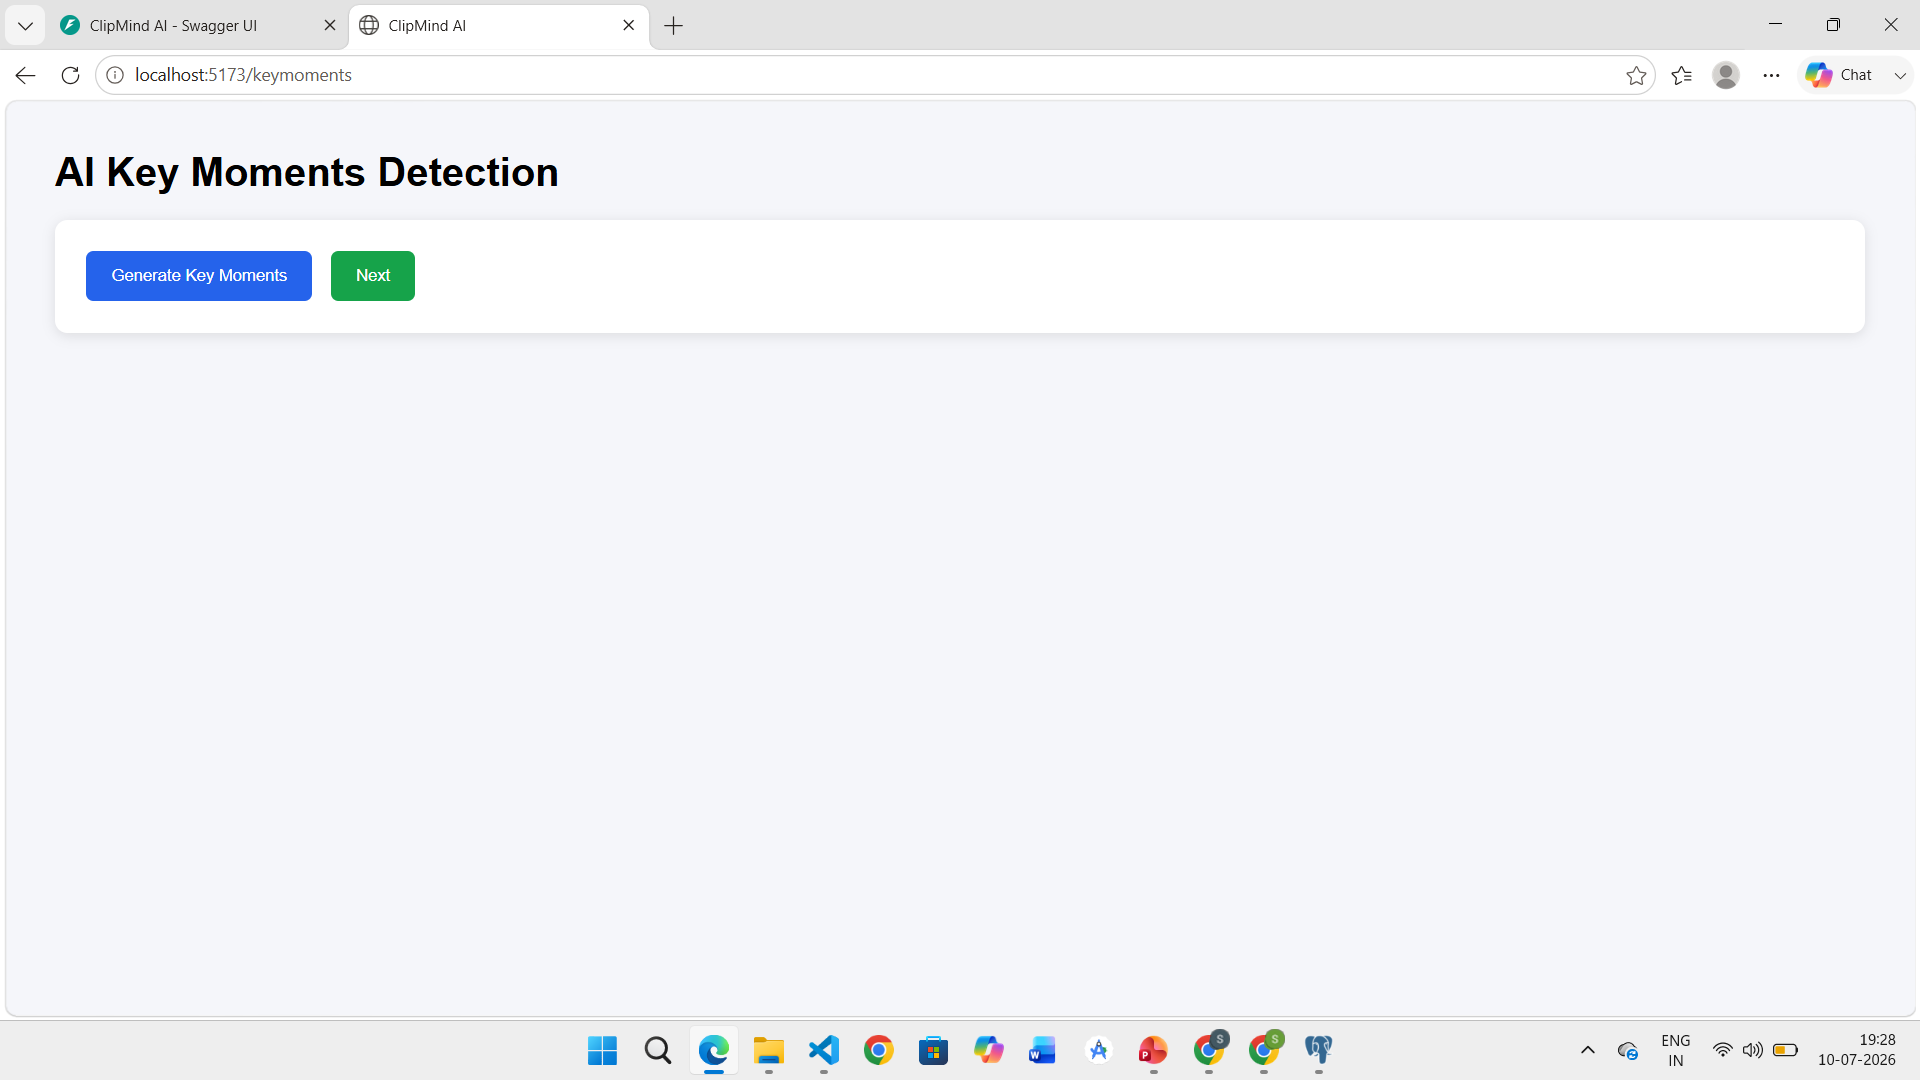 ClipMind AI - Swagger UI
ClipMind AI
localhost:5173/keymoments
Chat
AI Key Moments Detection
Generate Key Moments
Next
ENG
IN
19:28
10-07-2026